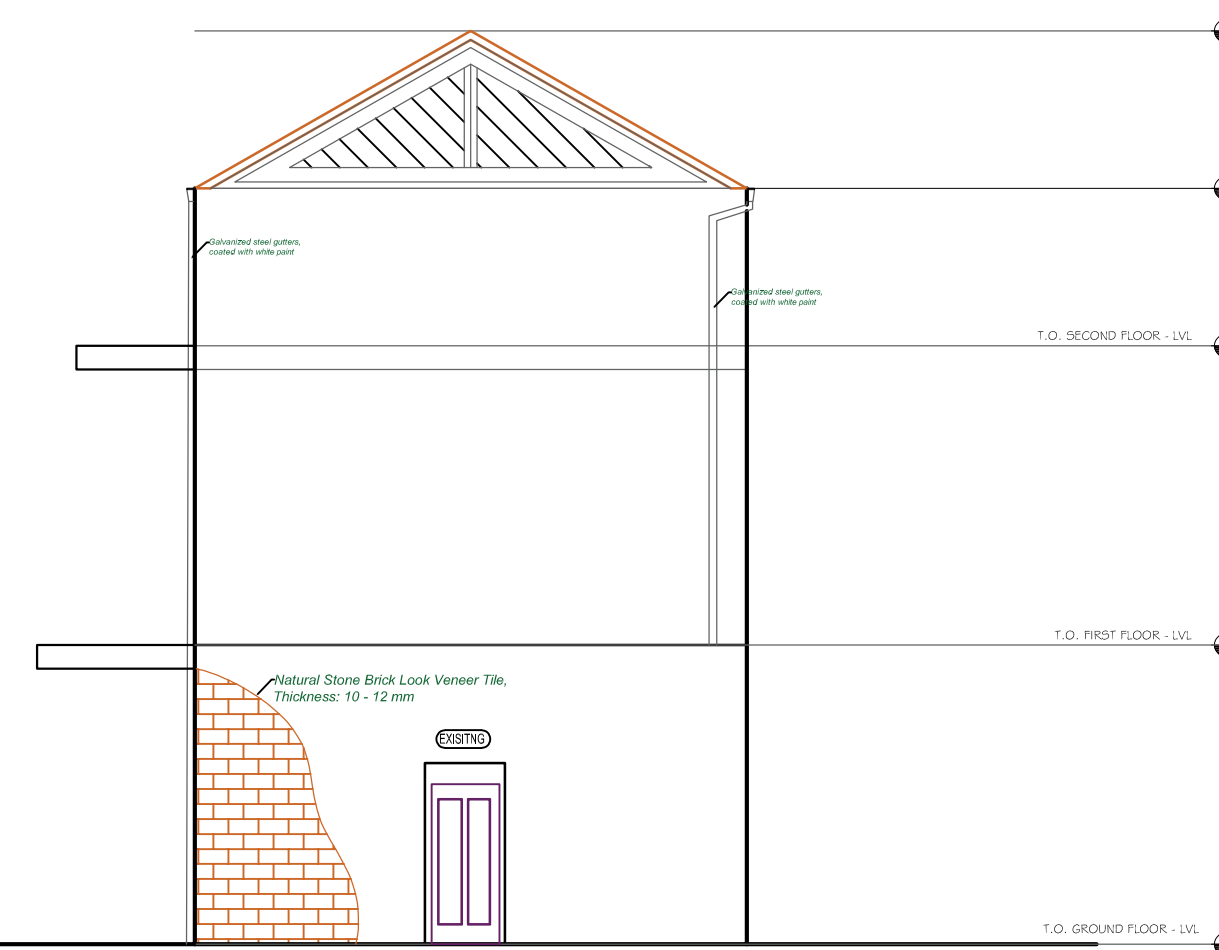 Galvanized steel gutters,
coated with white paint
Galvanized steel gutters,
coated with white paint
T.O. SECOND FLOOR - LVL
T.O. FIRST FLOOR - LVL
Natural Stone Brick Look Veneer Tile,
Thickness: 10 - 12 mm
EXISITNG
T.O. GROUND FLOOR - LVL